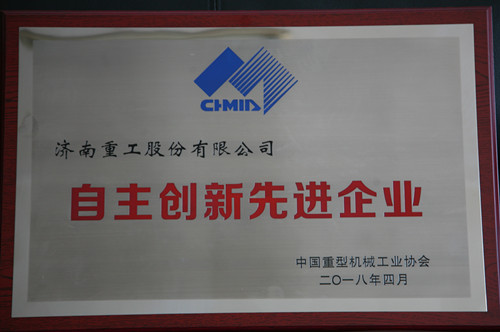 CHMIA
济南重工股份有限公司
自主创新先进企业
中国重型机械工业协会
二〇一八年四月